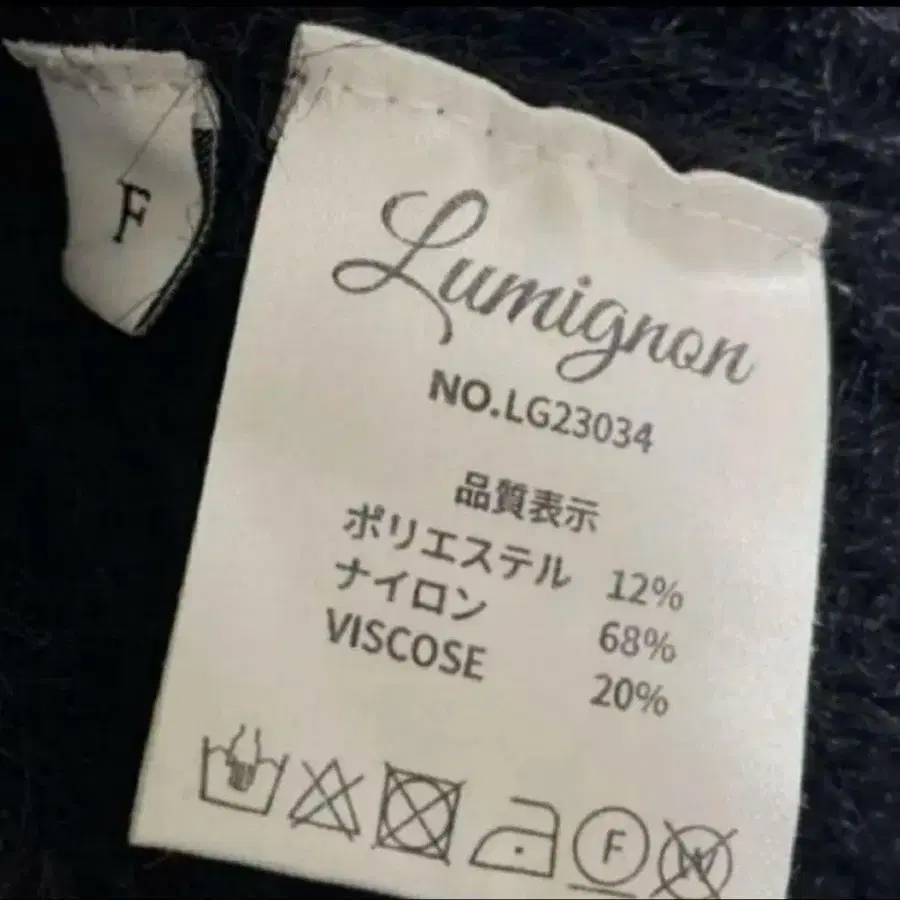 F
Lumignon
NO.LG23034
品質表示
ポリエステル 12%
ナイロン 68%
VISCOSE 20%
F W